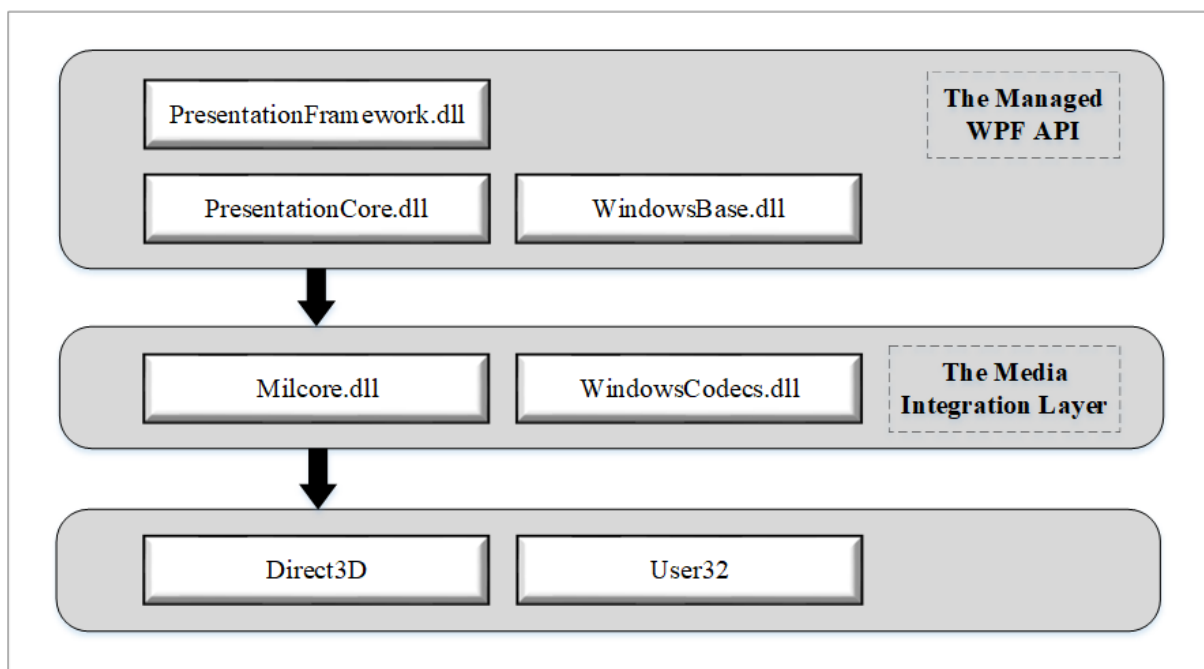 PresentationFramework.dll
The Managed
WPF API
PresentationCore.dll
WindowsBase.dll
Milcore.dll
WindowsCodecs.dll
The Media
Integration Layer
Direct3D
User32